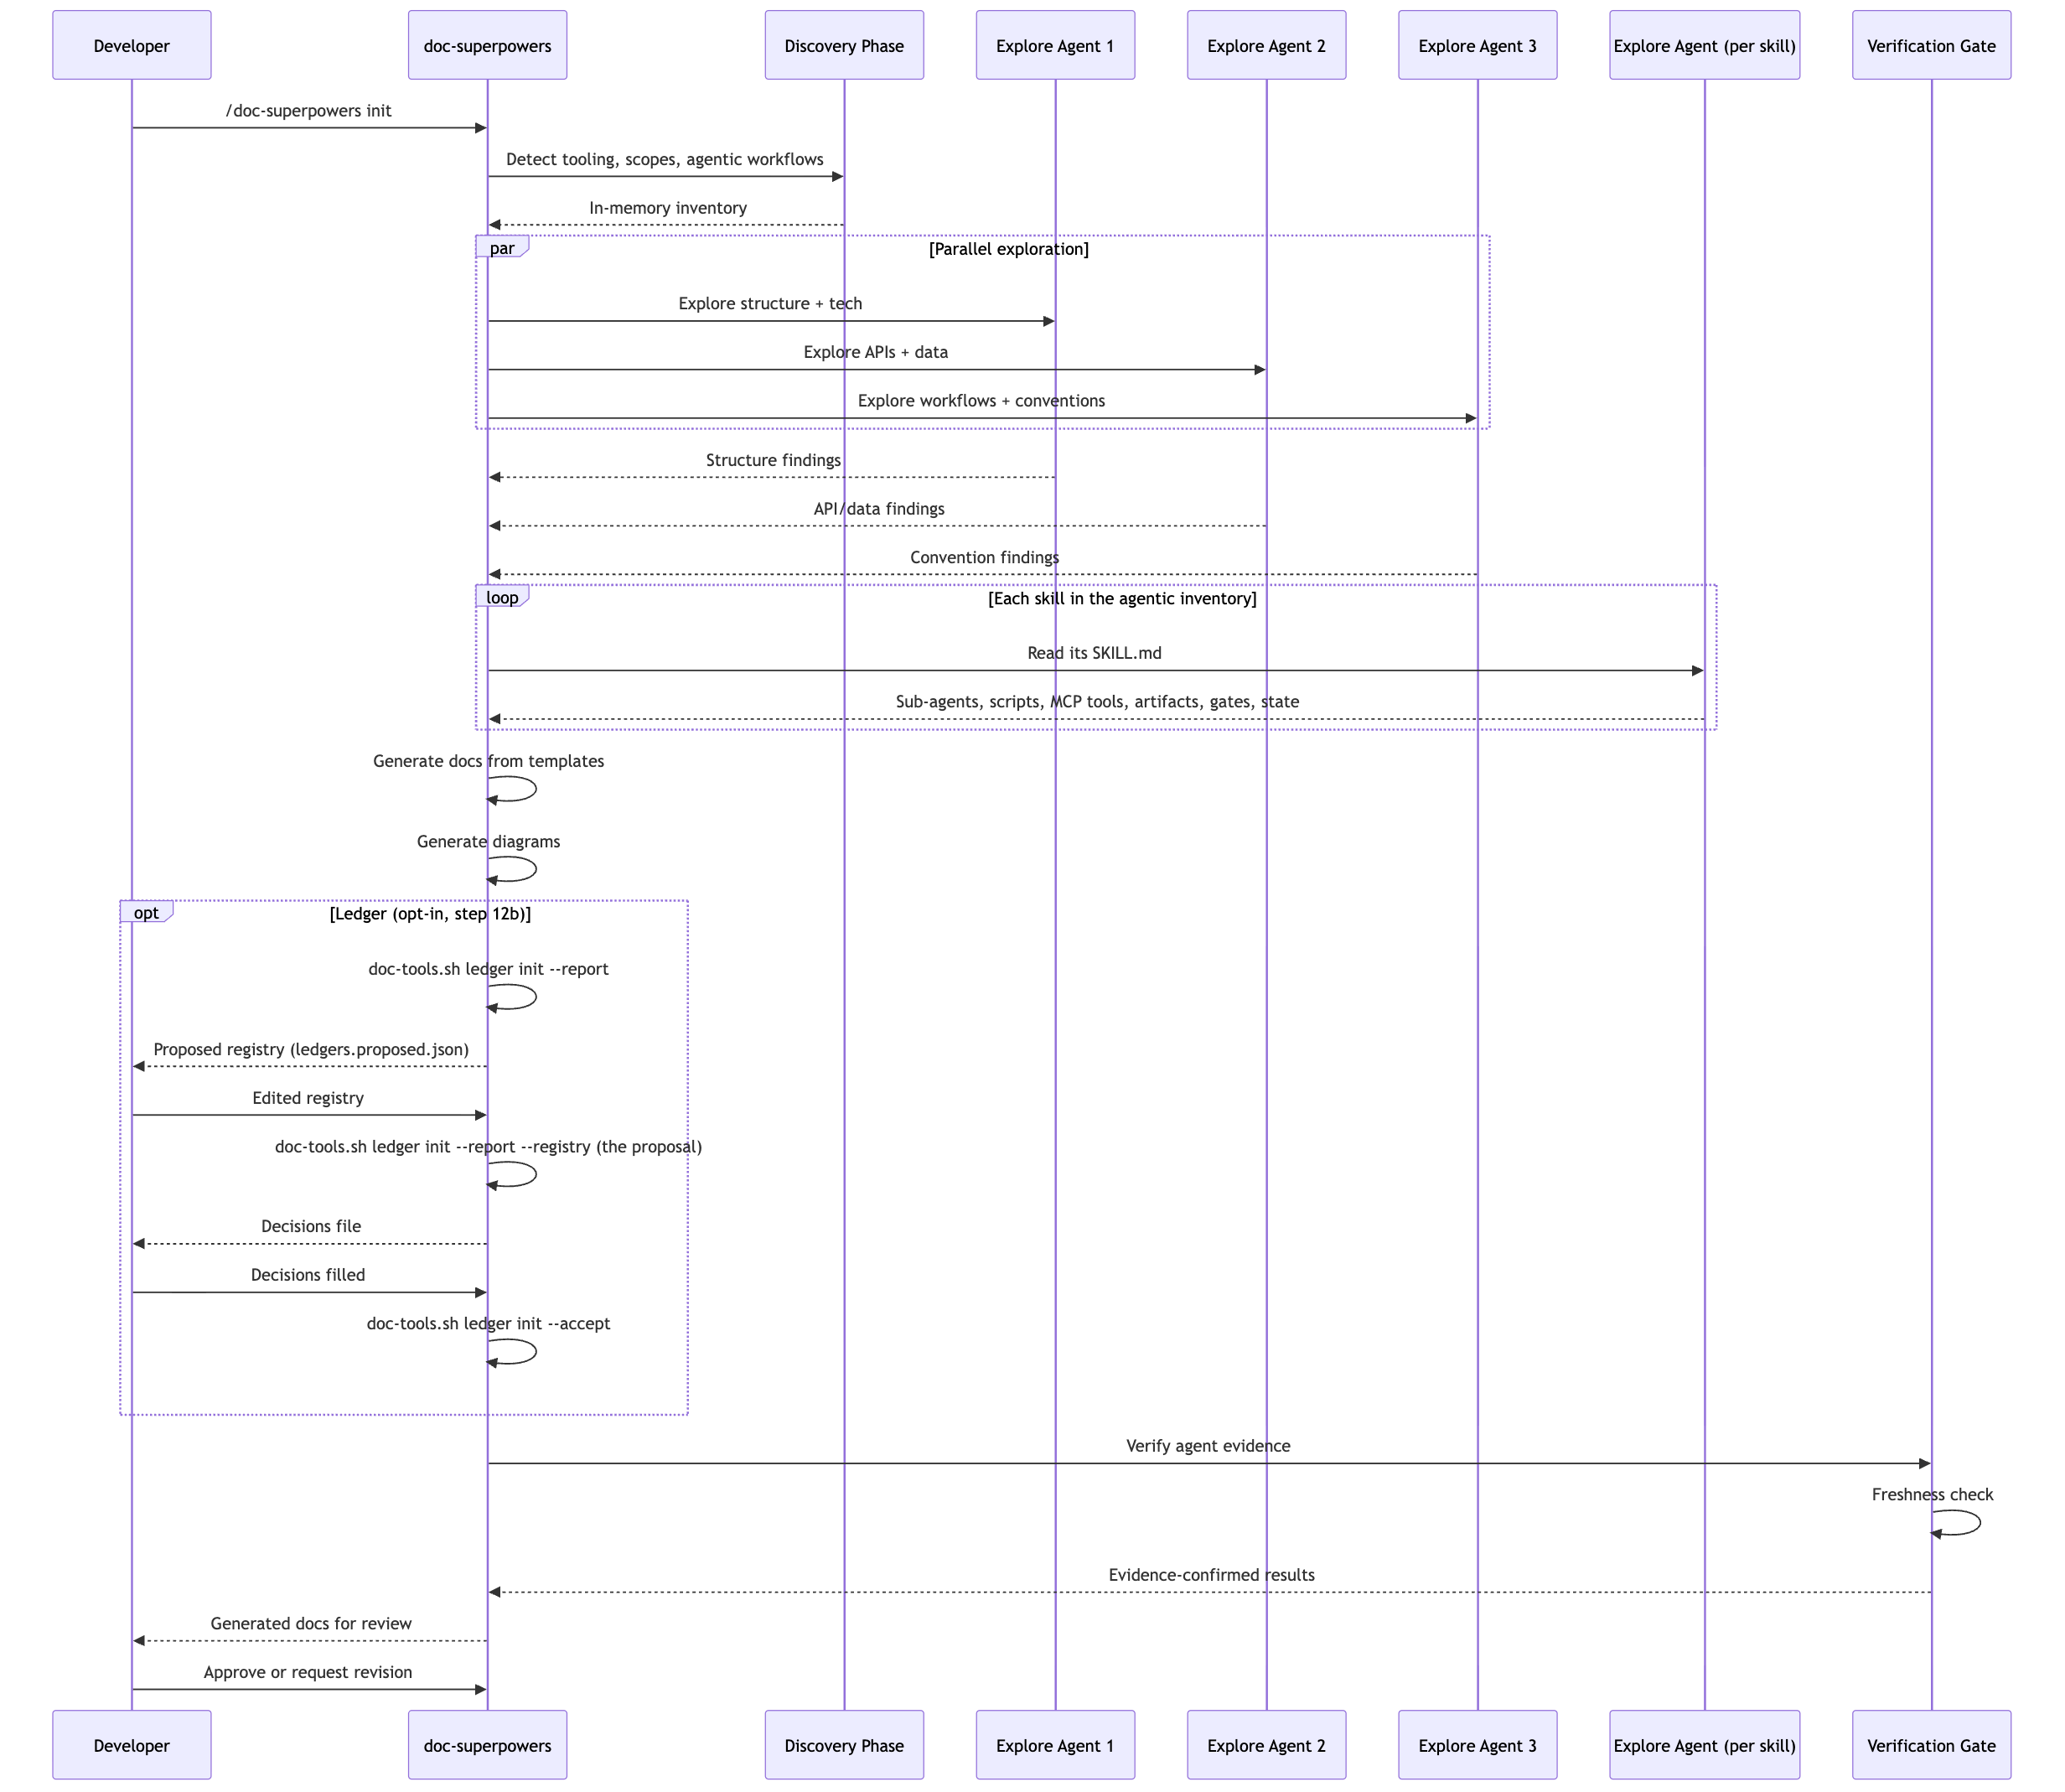 Developer
doc-superpowers
Discovery Phase
Explore Agent 1
Explore Agent 2
Explore Agent 3
Explore Agent (per skill)
Verification Gate
/doc-superpowers init
Detect tooling, scopes, agentic workflows
In-memory inventory
par
[Parallel exploration]
Explore structure + tech
Explore APIs + data
Explore workflows + conventions
Structure findings
API/data findings
Convention findings
loop
[Each skill in the agentic inventory]
Read its SKILL.md
Sub-agents, scripts, MCP tools, artifacts, gates, state
Generate docs from templates
Generate diagrams
opt
[Ledger (opt-in, step 12b)]
doc-tools.sh ledger init --report
Proposed registry (ledgers.proposed.json)
Edited registry
doc-tools.sh ledger init --report --registry (the proposal)
Decisions file
Decisions filled
doc-tools.sh ledger init --accept
Verify agent evidence
Freshness check
Evidence-confirmed results
Generated docs for review
Approve or request revision
Developer
doc-superpowers
Discovery Phase
Explore Agent 1
Explore Agent 2
Explore Agent 3
Explore Agent (per skill)
Verification Gate